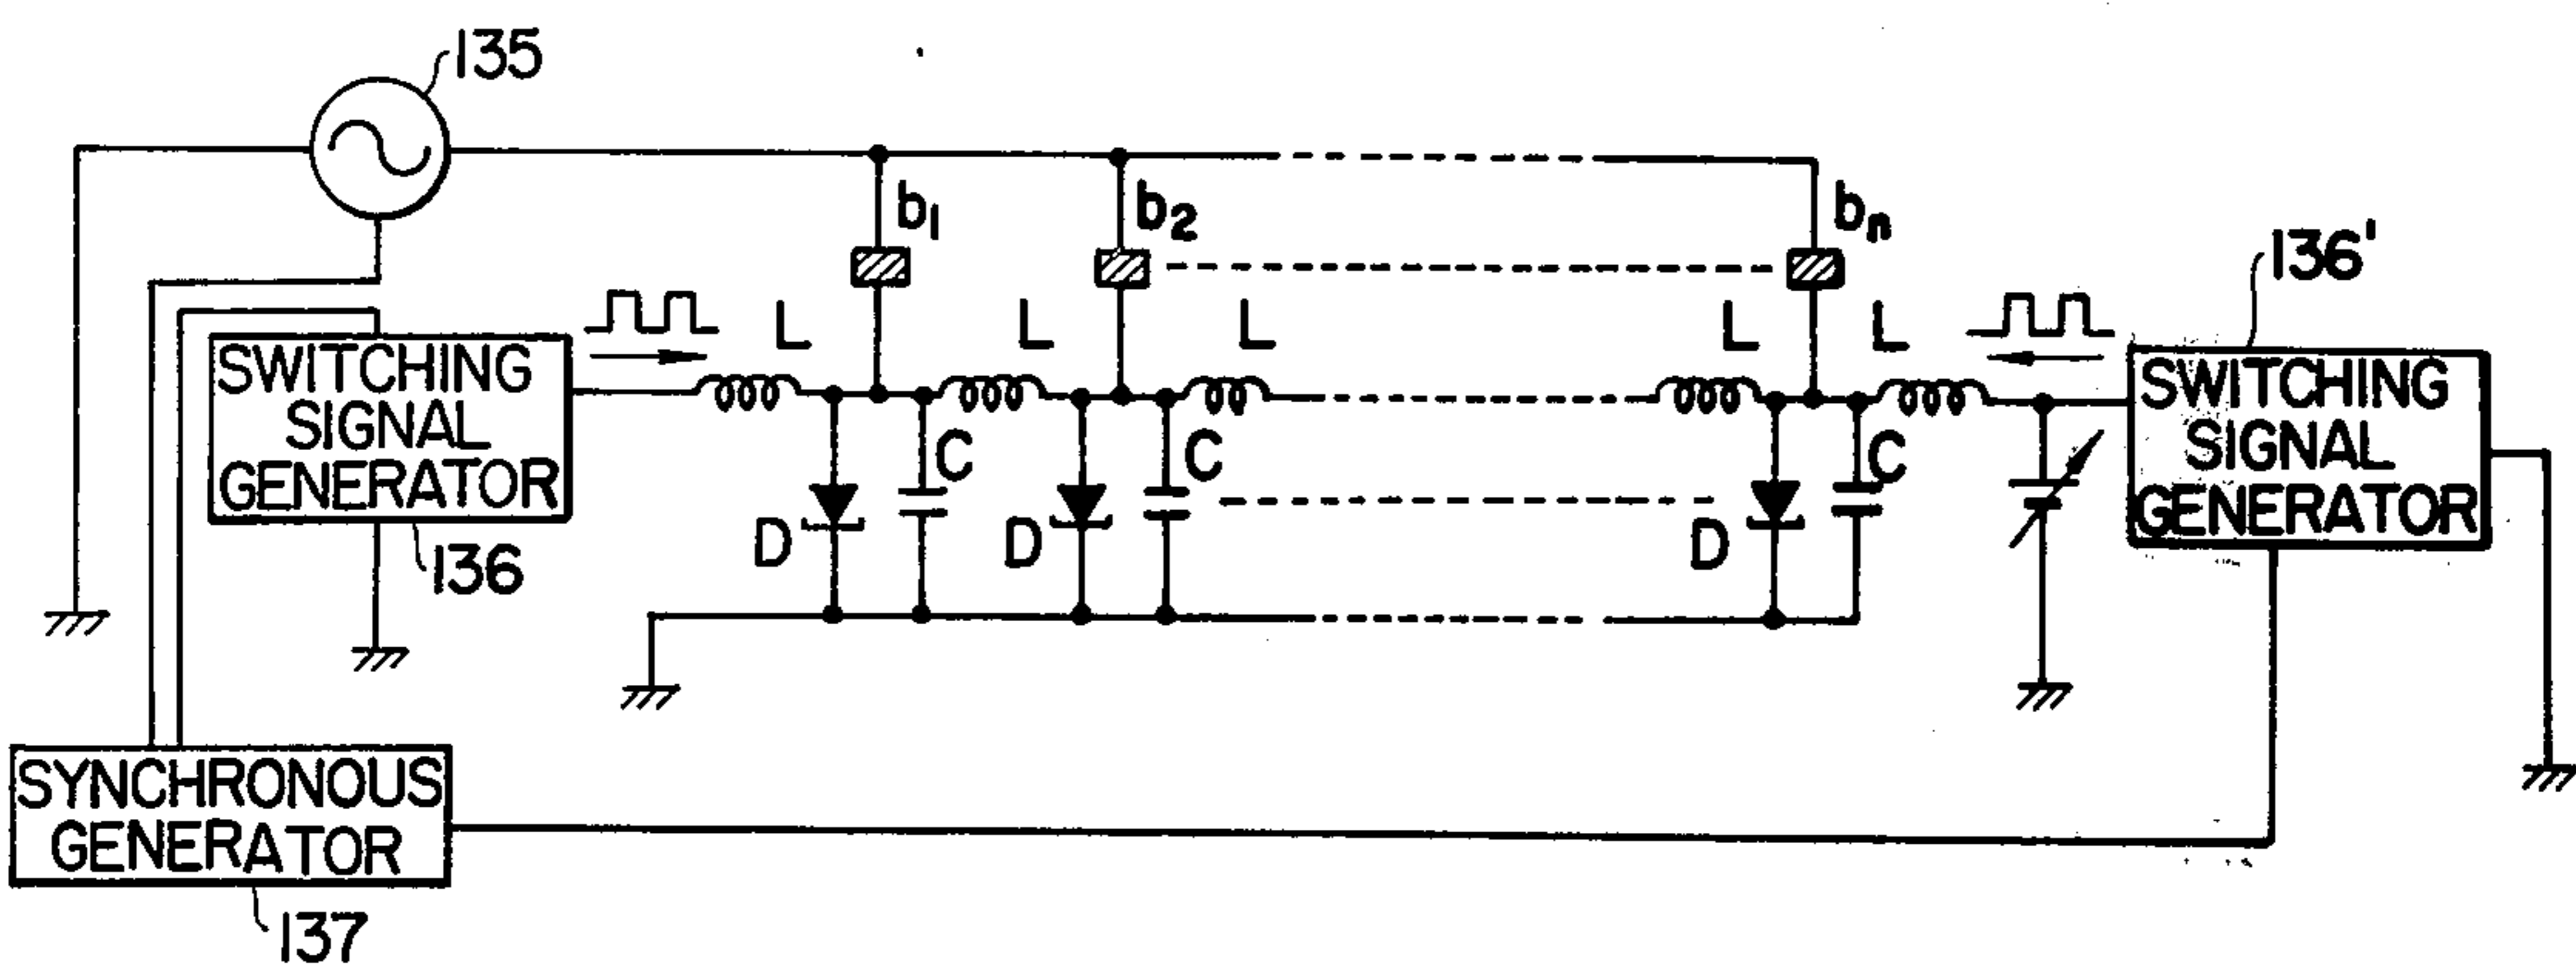 135
b1
b2
bn
136'
L
L
L
L
L
SWITCHING
SIGNAL
GENERATOR
SWITCHING
SIGNAL
GENERATOR
C
C
C
D
D
D
136
SYNCHRONOUS
GENERATOR
137